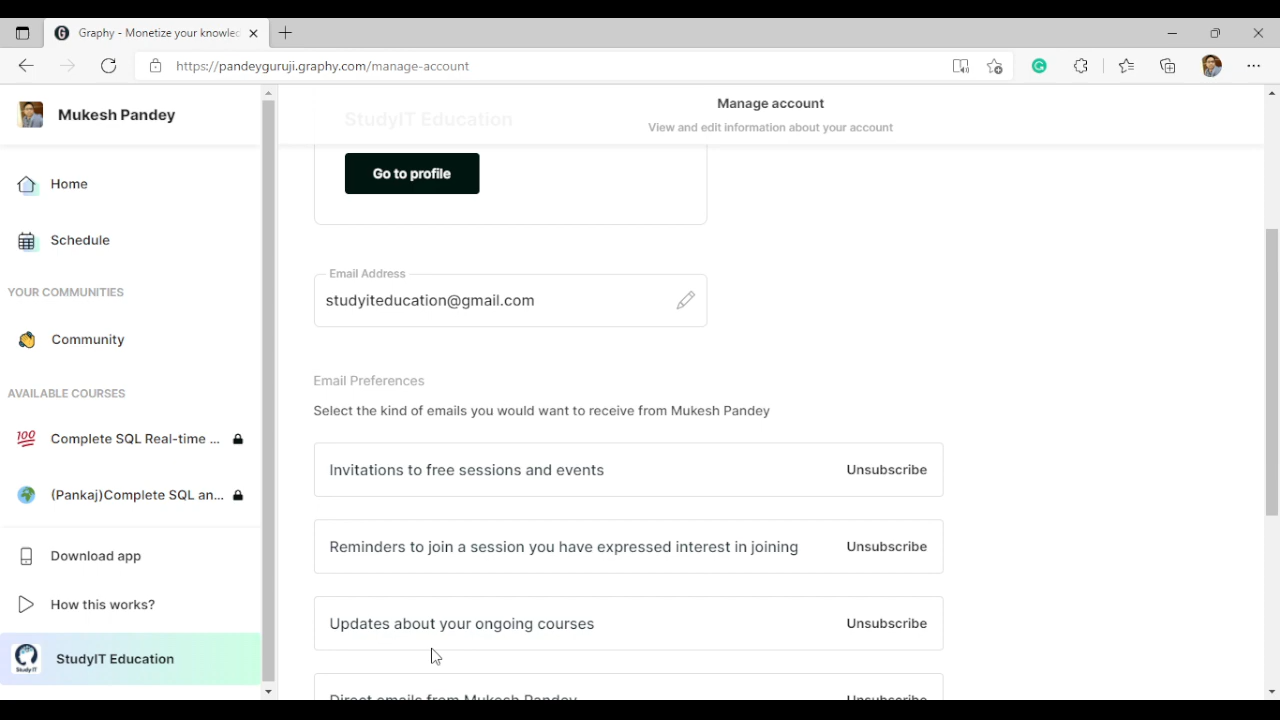 Graphy - Monetize your knowlec
https://pandeyguruji.graphy.com/manage-account
Mukesh Pandey
Home
Schedule
YOUR COMMUNITIES
Community
AVAILABLE COURSES
Complete SQL Real-time ...
(Pankaj)Complete SQL an...
Download app
How this works?
Study IT
StudyIT Education
Manage account
View and edit information about your account
StudyIT Education
Go to profile
Email Address
studyiteducation@gmail.com
Email Preferences
Select the kind of emails you would want to receive from Mukesh Pandey
Invitations to free sessions and events Unsubscribe
Reminders to join a session you have expressed interest in joining Unsubscribe
Updates about your ongoing courses Unsubscribe
Direct emails from Mukesh Pandey Unsubscribe